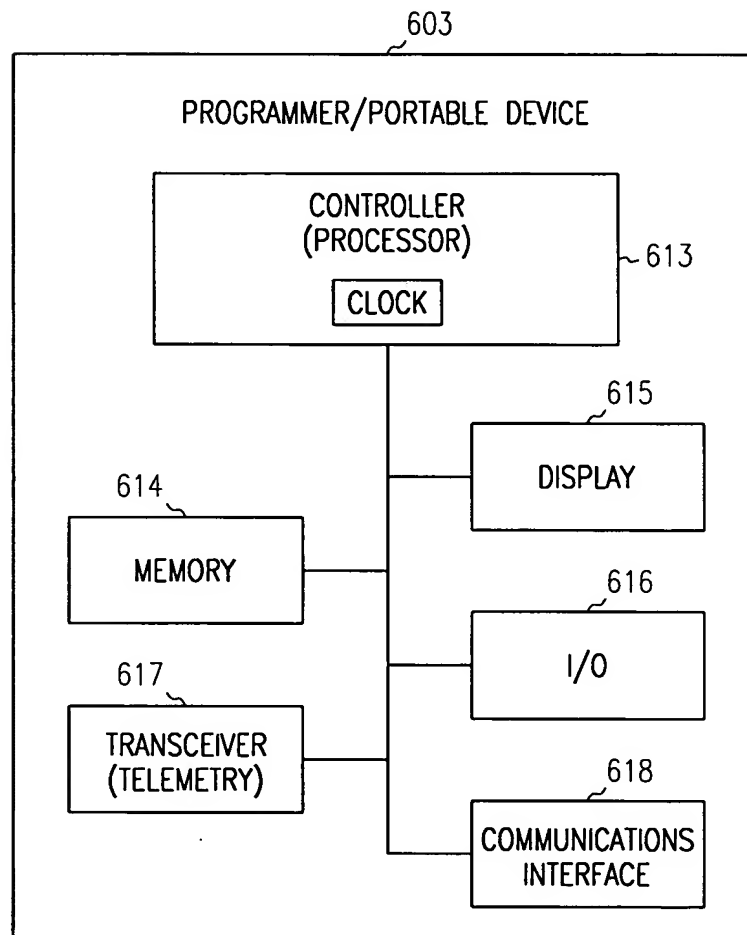 603
PROGRAMMER/PORTABLE DEVICE
CONTROLLER
(PROCESSOR)
613
CLOCK
615
DISPLAY
614
MEMORY
616
I/O
617
TRANSCEIVER
(TELEMETRY)
618
COMMUNICATIONS
INTERFACE